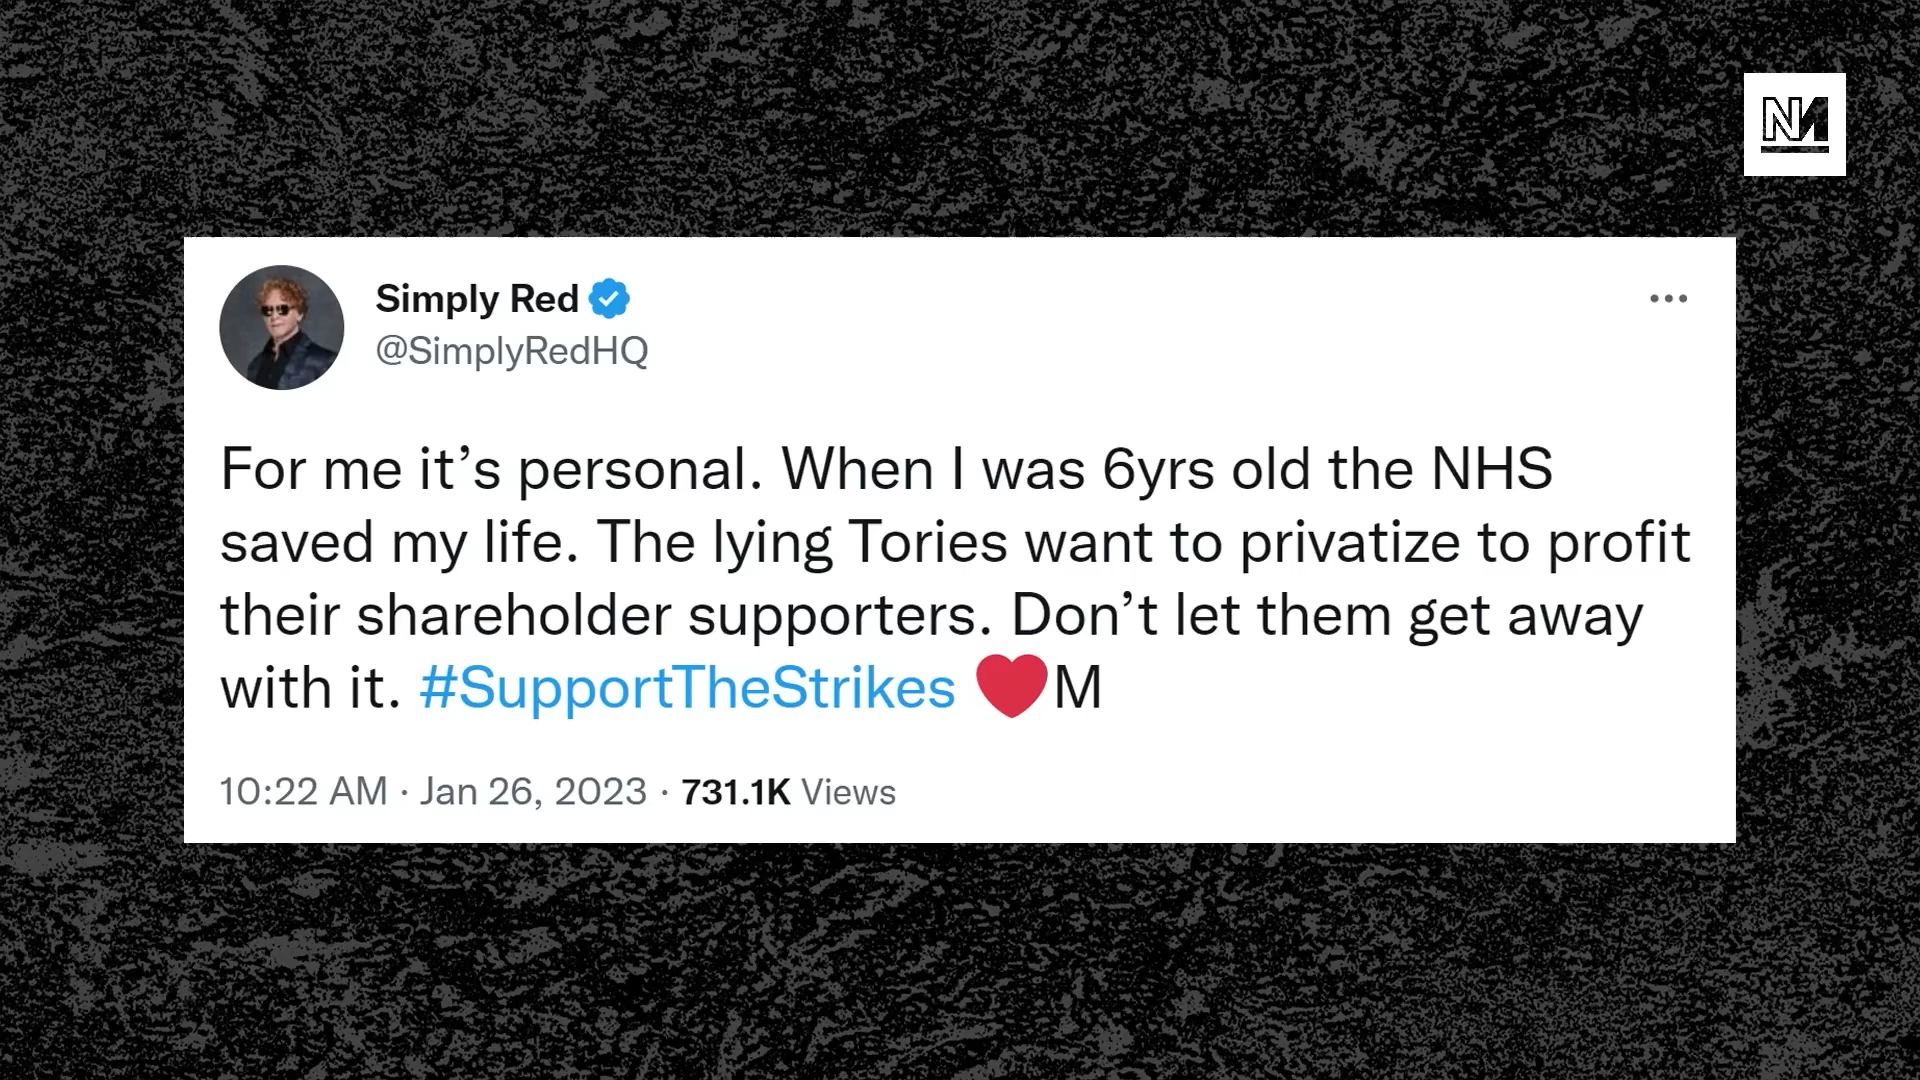 NM
Simply Red
@SimplyRedHQ
For me it’s personal. When I was 6yrs old the NHS
saved my life. The lying Tories want to privatize to profit
their shareholder supporters. Don’t let them get away
with it. #SupportTheStrikes ❤️M
10:22 AM · Jan 26, 2023 · 731.1K Views